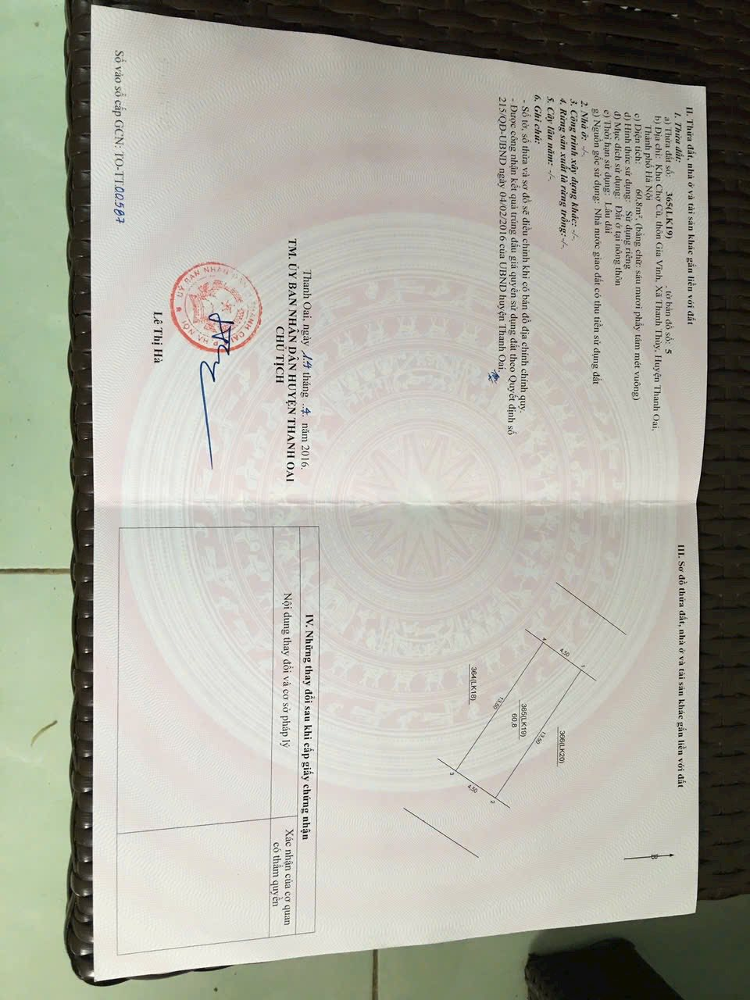 II. Thửa đất, nhà ở và tài sản khác gắn liền với đất
1. Thửa đất:
a) Thửa đất số: 365(LK19) tờ bản đồ số: 5
b) Địa chỉ: Khu Chợ Cũ, thôn Gia Vĩnh, Xã Thanh Thùy, Huyện Thanh Oai,
Thành phố Hà Nội
c) Diện tích: 60,8m². (bằng chữ: sáu mươi phẩy tám mét vuông)
d) Hình thức sử dụng: Sử dụng riêng
đ) Mục đích sử dụng: Đất ở tại nông thôn
e) Thời hạn sử dụng: Lâu dài
g) Nguồn gốc sử dụng: Nhà nước giao đất có thu tiền sử dụng đất
2. Nhà ở: -/-.
3. Công trình xây dựng khác: -/-.
4. Rừng sản xuất là rừng trồng: -/-.
5. Cây lâu năm: -/-.
6. Ghi chú:
- Số tờ, số thửa và sơ đồ sẽ điều chỉnh khi có bản đồ địa chính chính quy.
- Được công nhận kết quả trúng đấu giá quyền sử dụng đất theo Quyết định số
215/QĐ-UBND ngày 04/02/2016 của UBND huyện Thanh Oai.
Thanh Oai, ngày 14 tháng .4. năm 2016.
TM. ỦY BAN NHÂN DÂN HUYỆN THANH OAI
CHỦ TỊCH
Lê Thị Hà
Số vào sổ cấp GCN: TO-TT.00.587
III. Sơ đồ thửa đất, nhà ở và tài sản khác gắn liền với đất
B
1
4,50
4
366(LK20)
13,50
365(LK19)
60,8
13,50
364(LK18)
2
4,50
3
IV. Những thay đổi sau khi cấp giấy chứng nhận
Nội dung thay đổi và cơ sở pháp lý
Xác nhận của cơ quan
có thẩm quyền